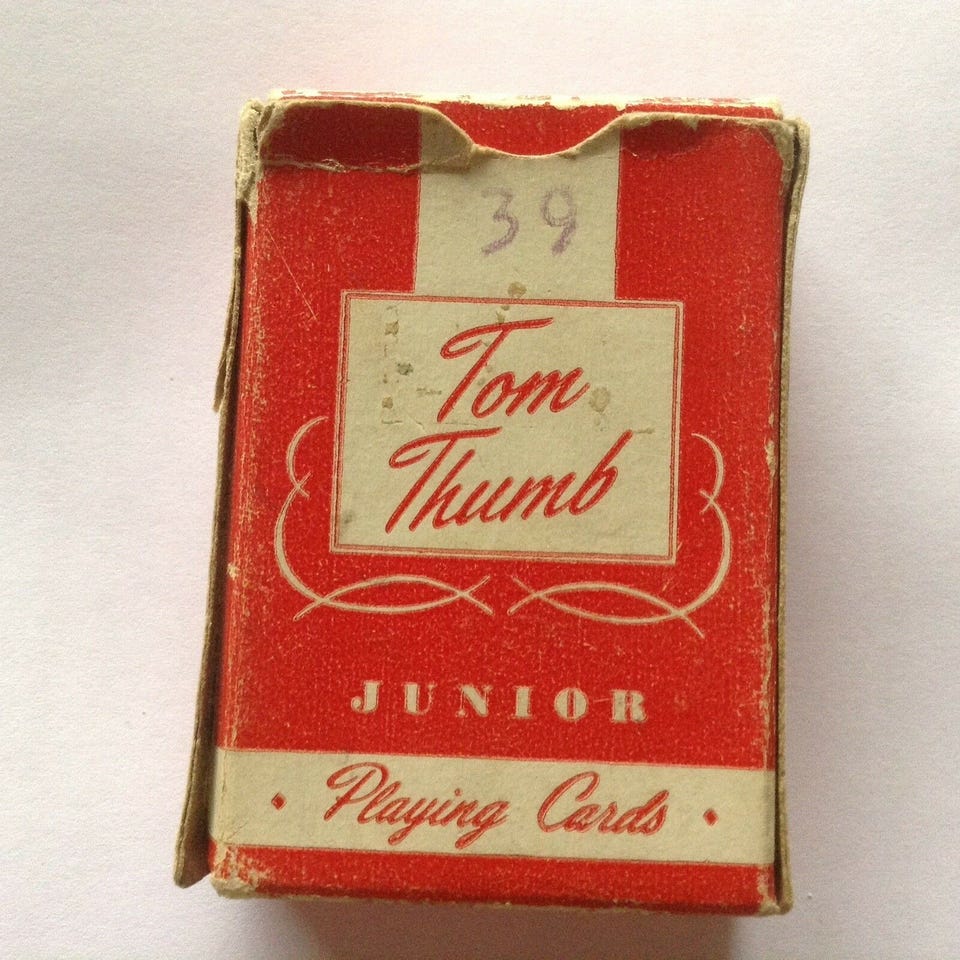 39
Tom
Thumb
JUNIOR
Playing Cards